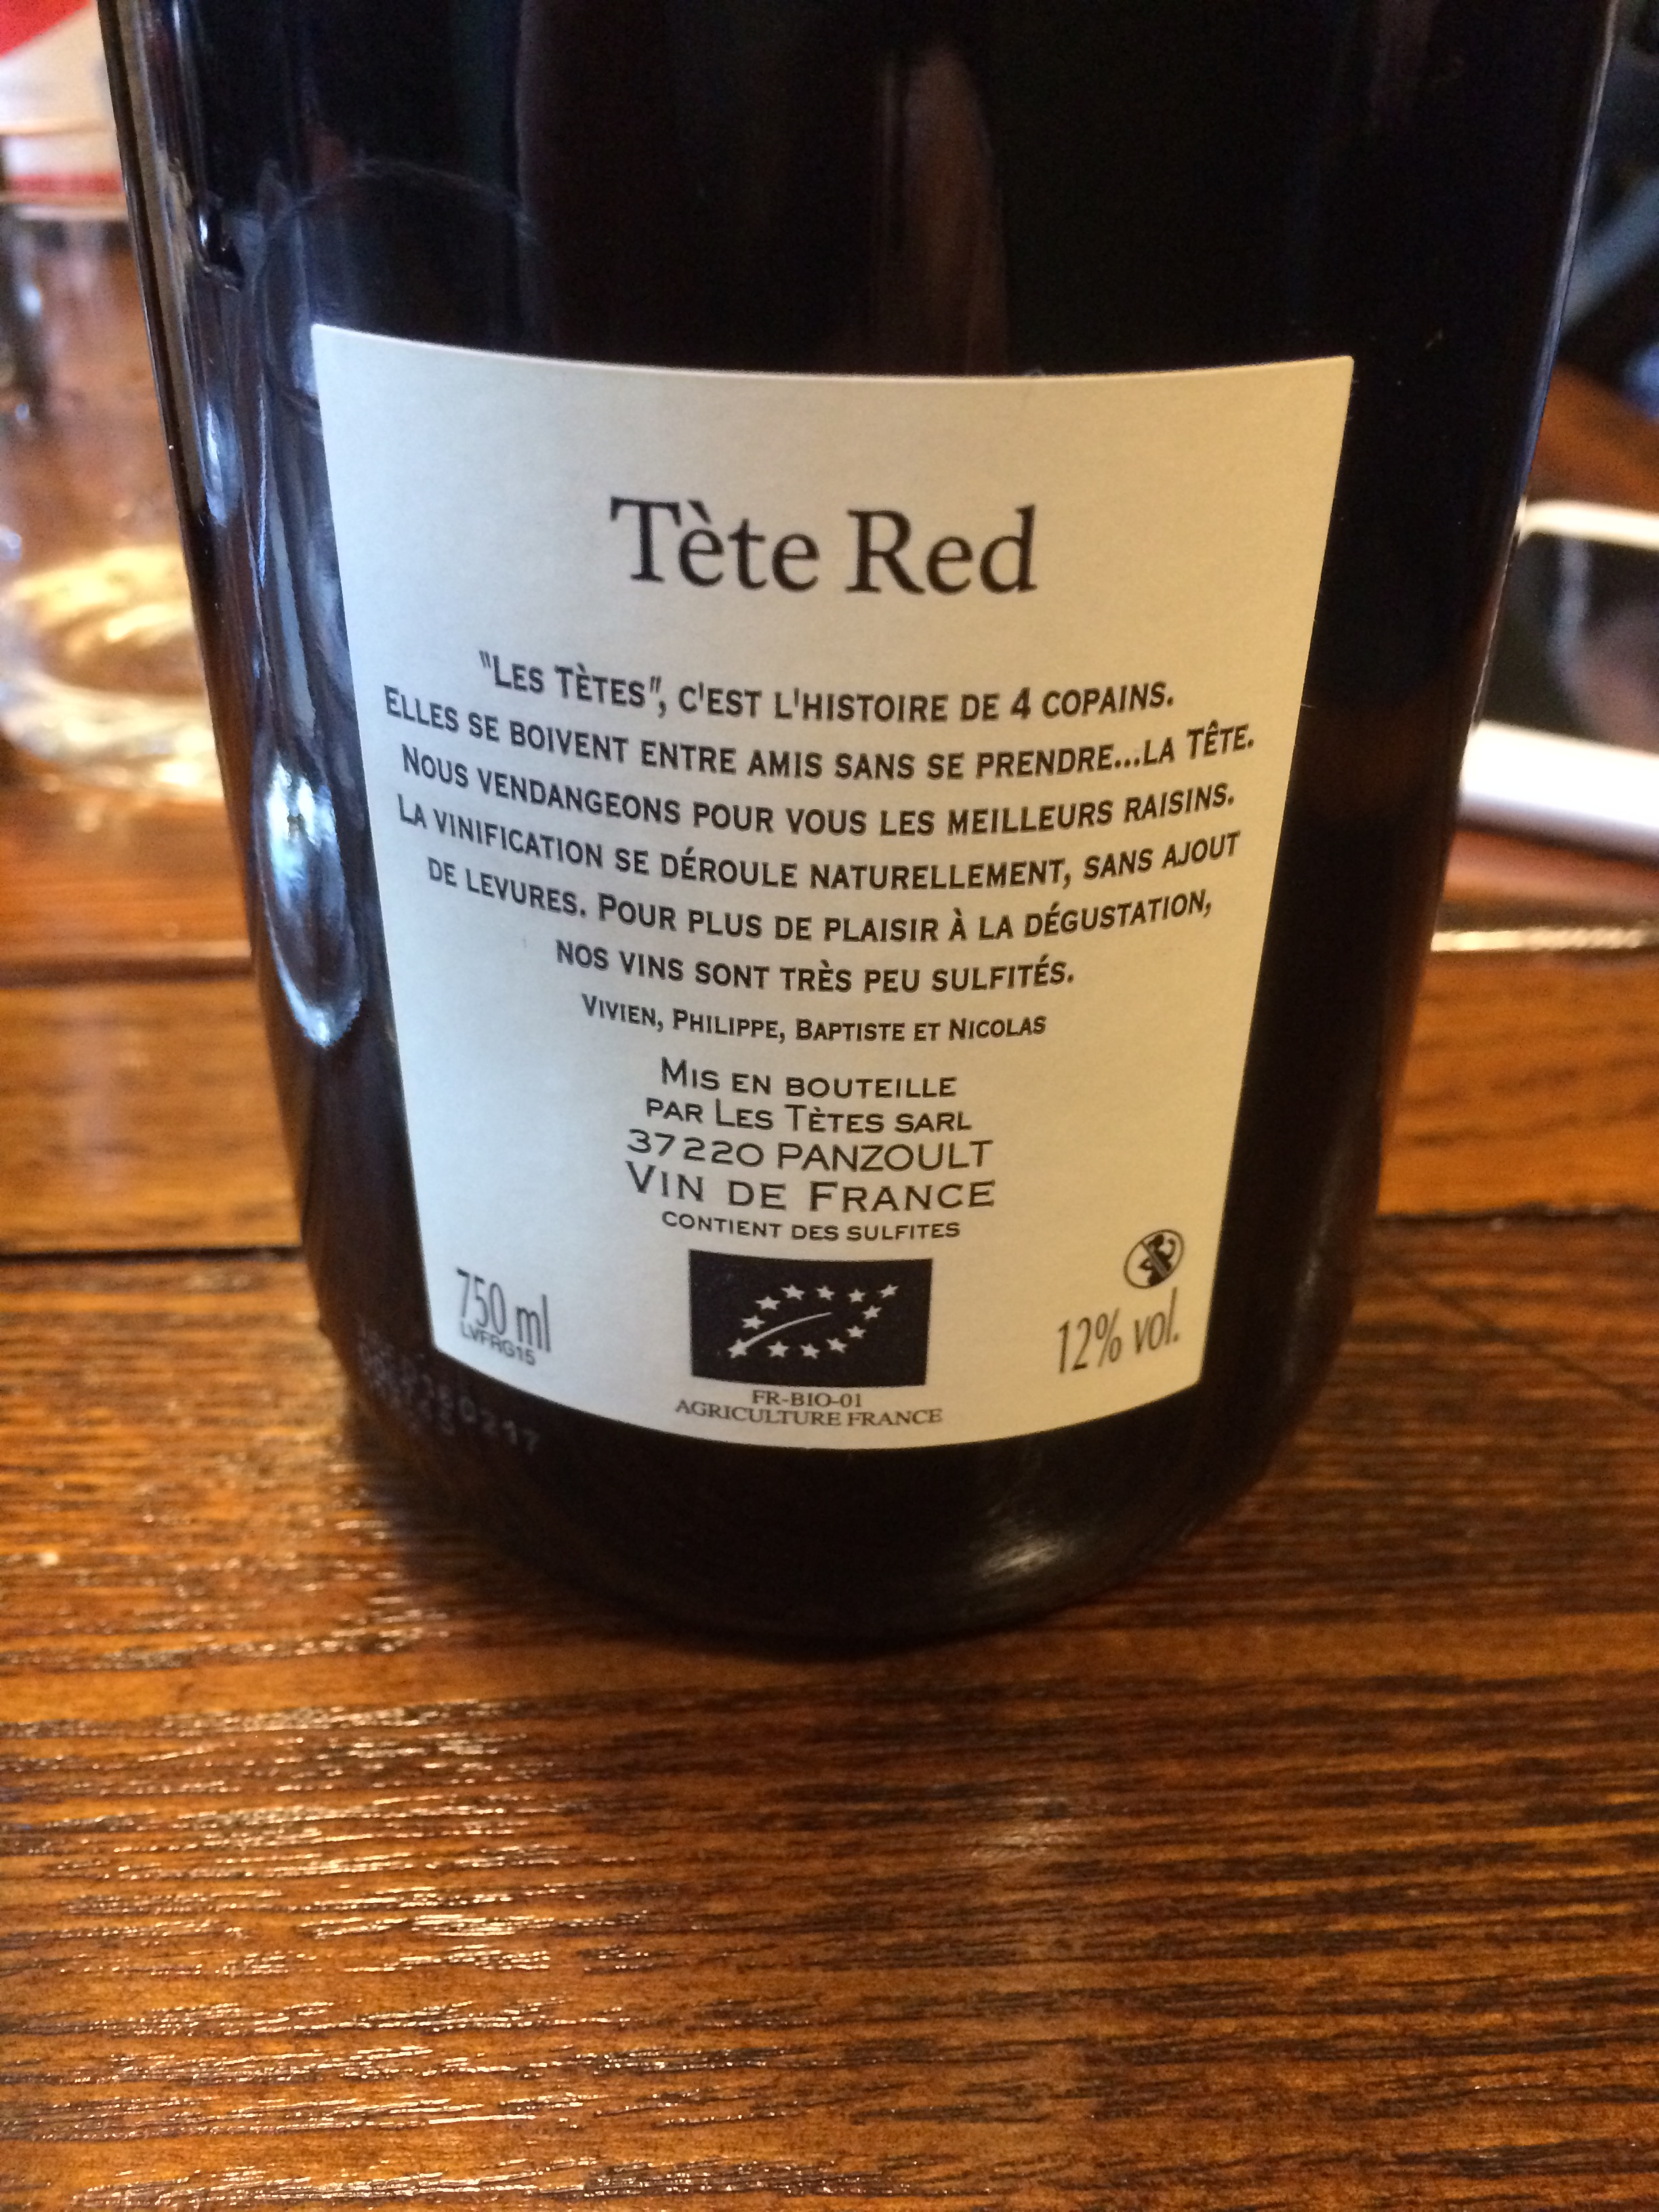 Tète Red
"Les Tètes", c'est l'histoire de 4 copains.
Elles se boivent entre amis sans se prendre...la Tête.
Nous vendangeons pour vous les meilleurs raisins.
La vinification se déroule naturellement, sans ajout
de levures. Pour plus de plaisir à la dégustation,
nos vins sont très peu sulfités.
Vivien, Philippe, Baptiste et Nicolas
Mis en bouteille
par Les Tètes SARL
37220 PANZOULT
Vin de France
contient des sulfites
750 ml
LVFRG15
12% vol.
FR-BIO-01
AGRICULTURE FRANCE